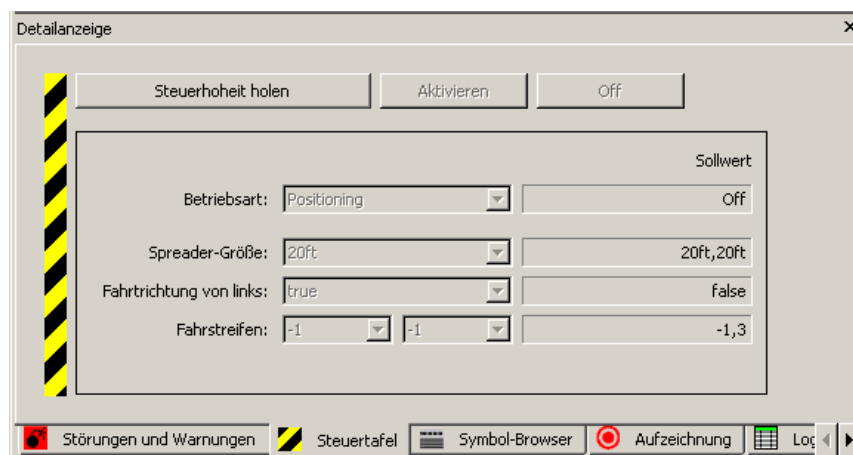 Detailanzeige
Steuerhoheit holen Aktivieren Off
Sollwert
Betriebsart: Positioning Off
Spreader-Größe: 20ft 20ft,20ft
Fahrtrichtung von links: true false
Fahrstreifen: -1 -1 -1,3
Störungen und Warnungen Steuertafel Symbol-Browser Aufzeichnung